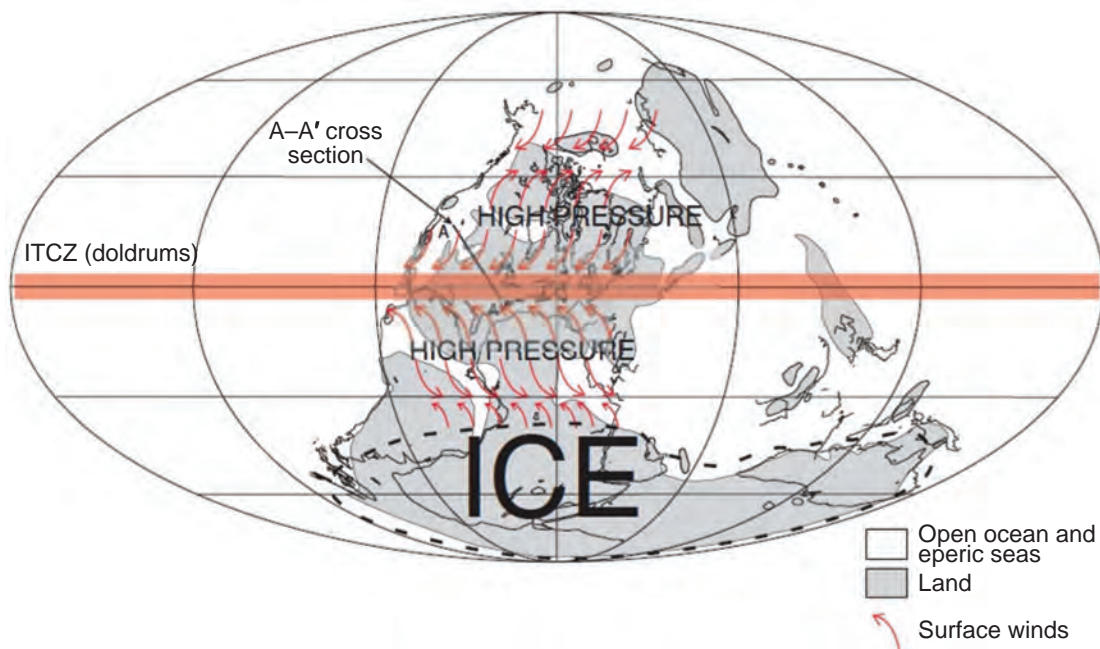 A–A' cross
section
A
HIGH PRESSURE
ITCZ (doldrums)
A'
HIGH PRESSURE
ICE
Open ocean and
eperic seas
Land
Surface winds